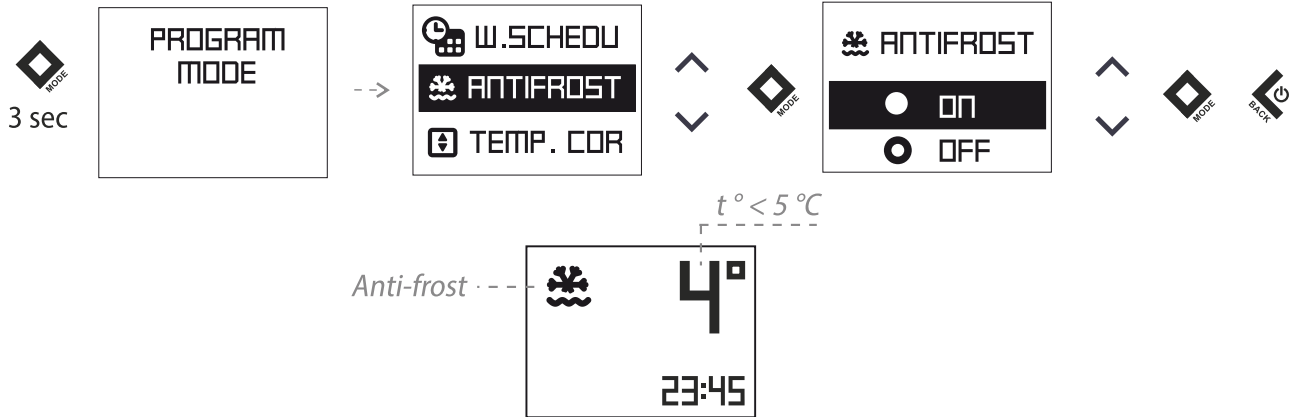 MODE
3 sec
PROGRAM
MODE
W.SCHEDU
ANTIFROST
TEMP. COR
MODE
ANTIFROST
ON
OFF
MODE
BACK
t° < 5 °C
Anti-frost
4°
23:45